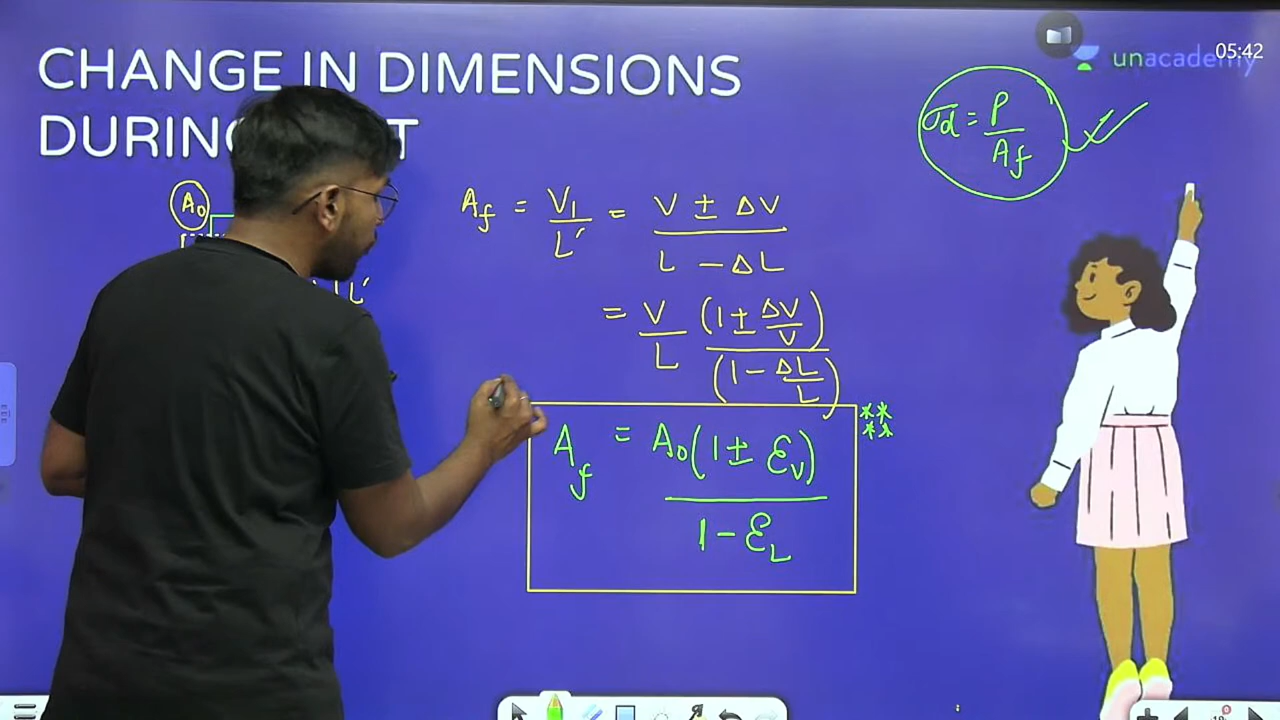 CHANGE IN DIMENSIONS
DURING T
05:42
unacademy
σd = P / Af
A0
L'
Af = V1 / L' = V ± ΔV / L - ΔL
= V / L (1 ± ΔV / V) / (1 - ΔL / L)
Af = A0 (1 ± εV) / 1 - εL
**
**